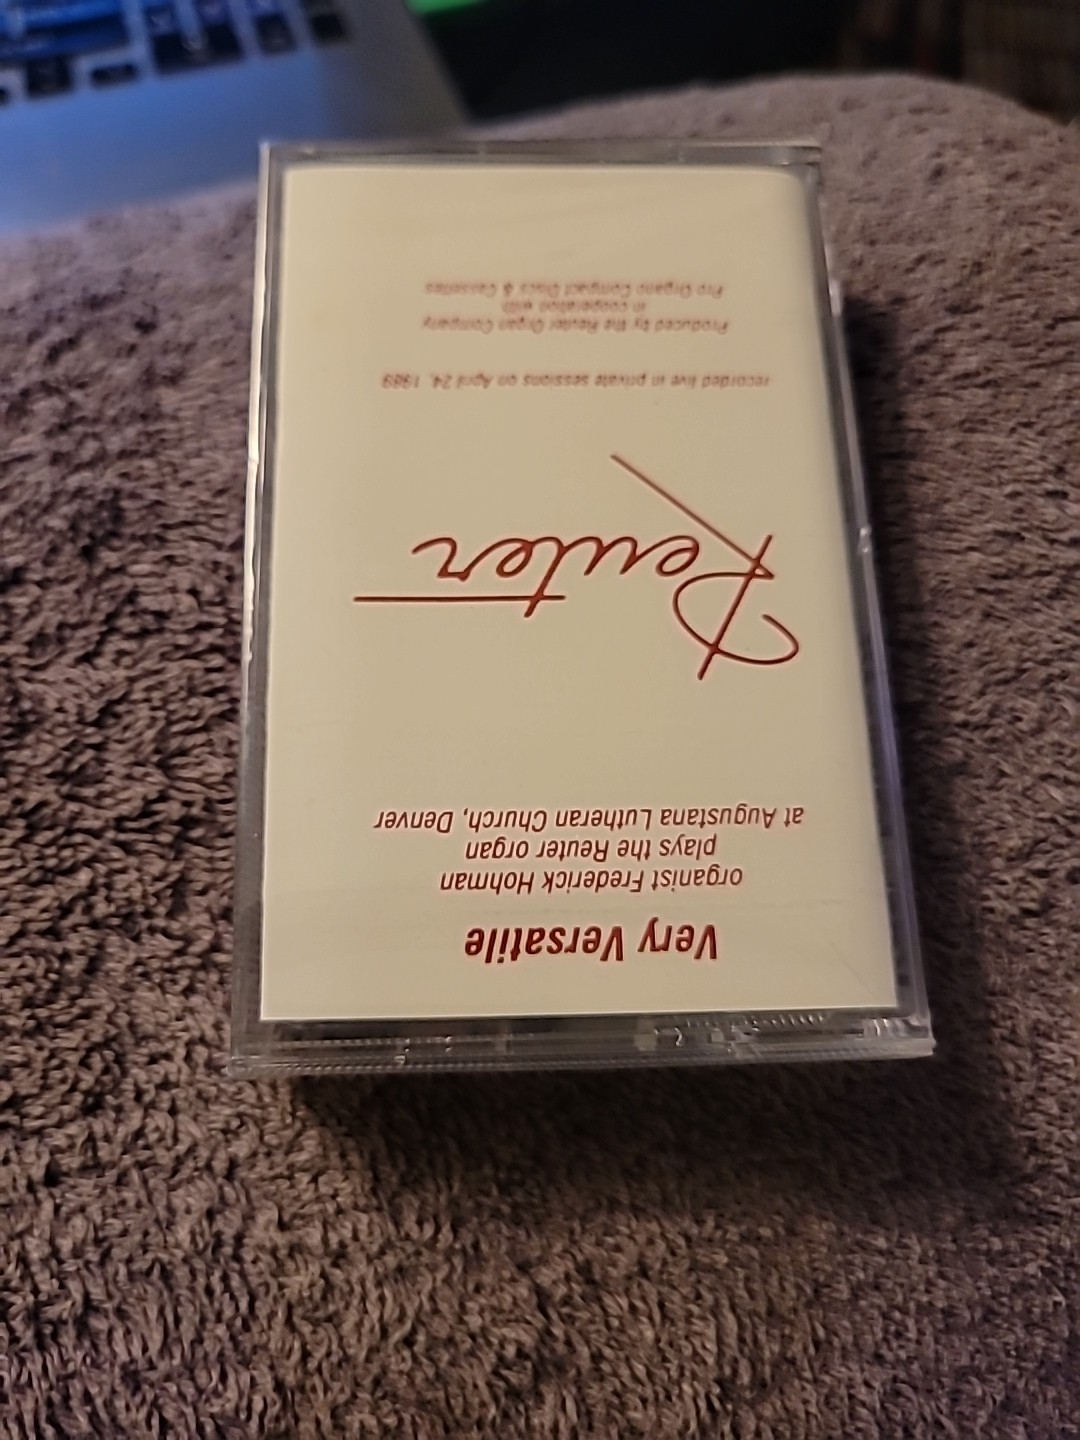 Very Versatile
organist Frederick Hohman
plays the Reuter organ
at Augustana Lutheran Church, Denver
Reuter
recorded live in private sessions on April 24, 1989
Produced by the Reuter Organ Company
in cooperation with
Pro Organo Compact Discs & Cassettes